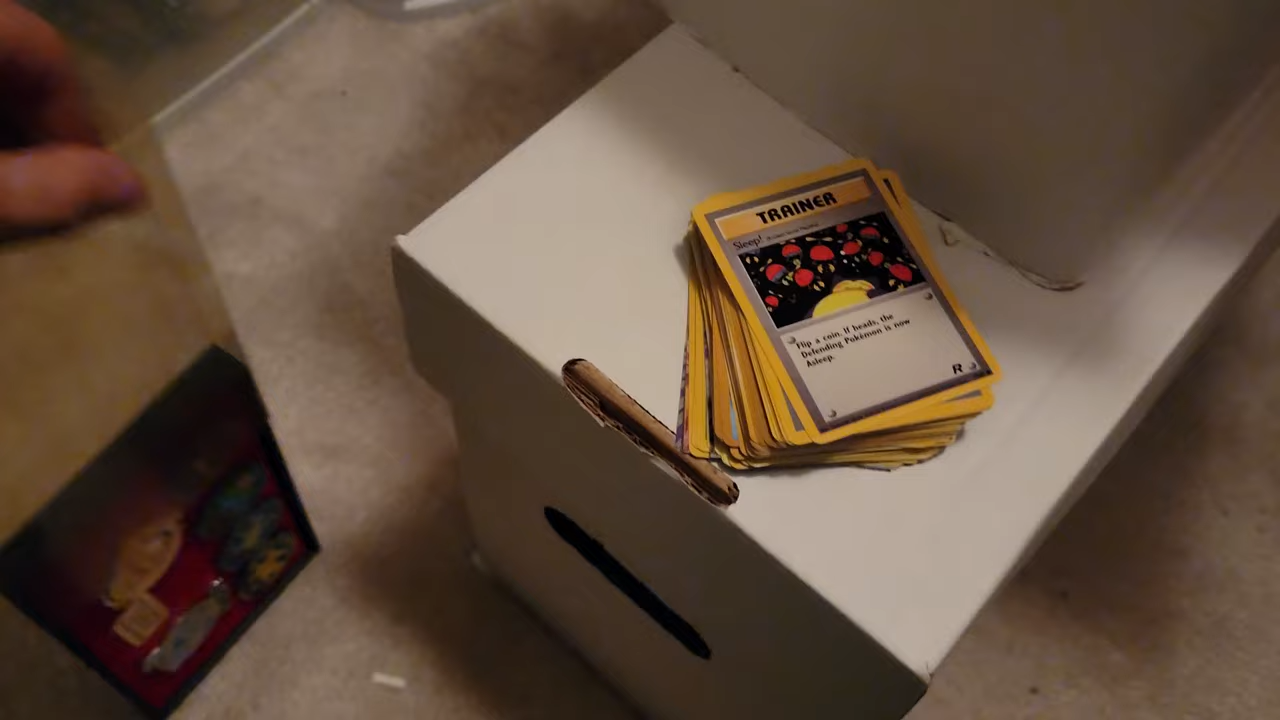 TRAINER
Sleep!
Flip a coin. If heads, the
Defending Pokémon is now
Asleep.
R